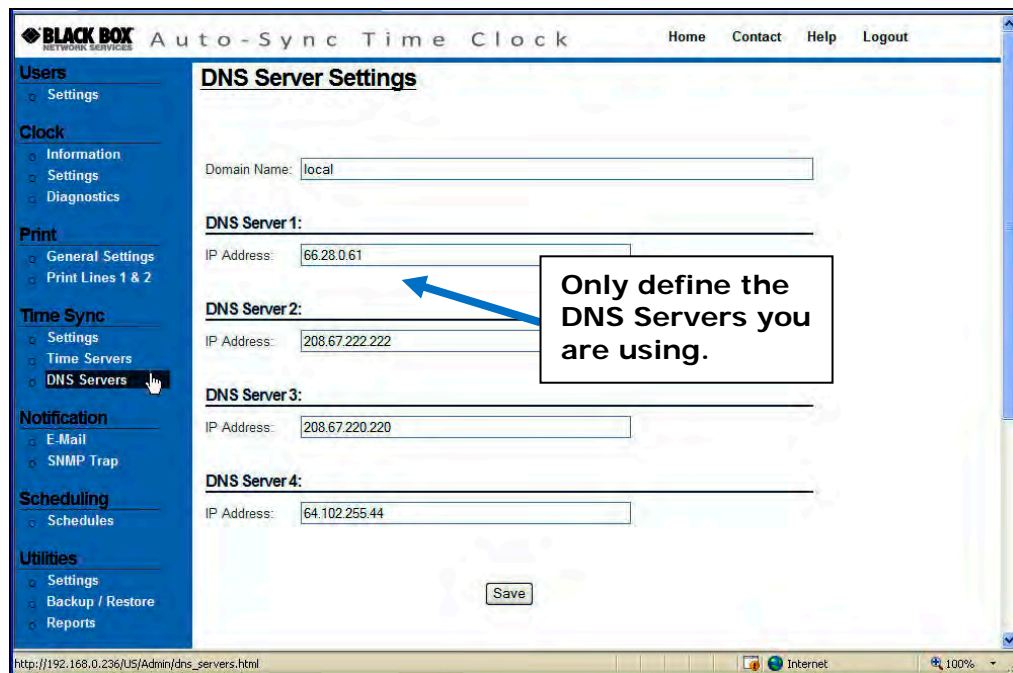 BLACK BOX
NETWORK SERVICES
Auto-Sync Time Clock
Home Contact Help Logout
Users
Settings
Clock
Information
Settings
Diagnostics
Print
General Settings
Print Lines 1 & 2
Time Sync
Settings
Time Servers
DNS Servers
Notification
E-Mail
SNMP Trap
Scheduling
Schedules
Utilities
Settings
Backup / Restore
Reports
DNS Server Settings
Domain Name: local
DNS Server 1:
IP Address: 66.28.0.61
DNS Server 2:
IP Address: 208.67.222.222
DNS Server 3:
IP Address: 208.67.220.220
DNS Server 4:
IP Address: 64.102.255.44
Only define the
DNS Servers you
are using.
Save
http://192.168.0.236/US/Admin/dns_servers.html
Internet
100%